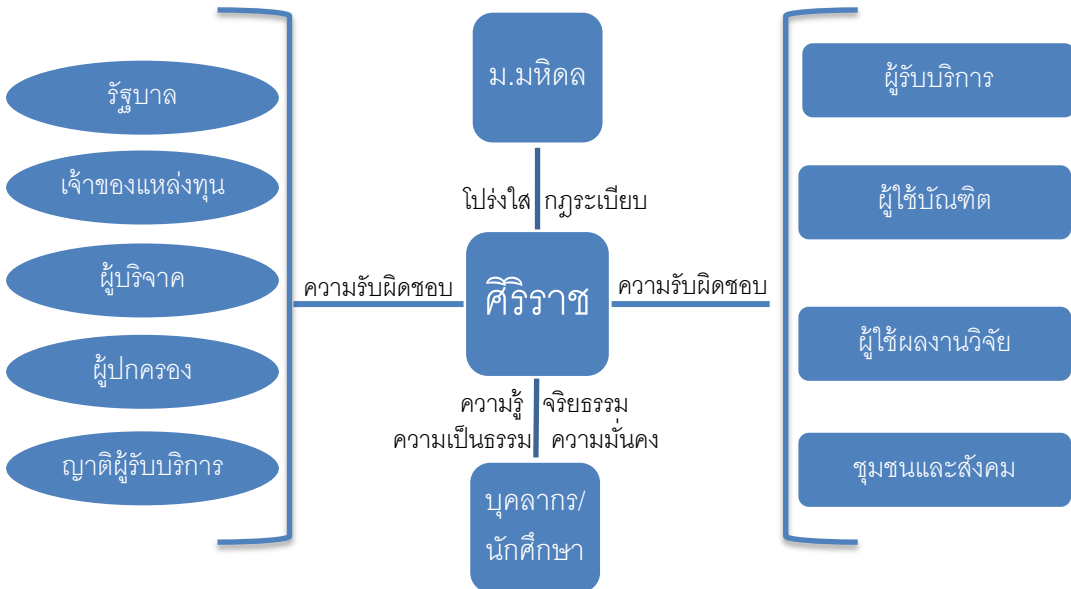 ม.มหิดล
รัฐบาล
เจ้าของแหล่งทุน
ผู้บริจาค
ผู้ปกครอง
ญาติผู้รับบริการ
ความรับผิดชอบ
โปร่งใส กฎระเบียบ
ศิริราช
ความรู้ จริยธรรม
ความเป็นธรรม ความมั่นคง
บุคลากร/
นักศึกษา
ความรับผิดชอบ
ผู้รับบริการ
ผู้ใช้บัณฑิต
ผู้ใช้ผลงานวิจัย
ชุมชนและสังคม